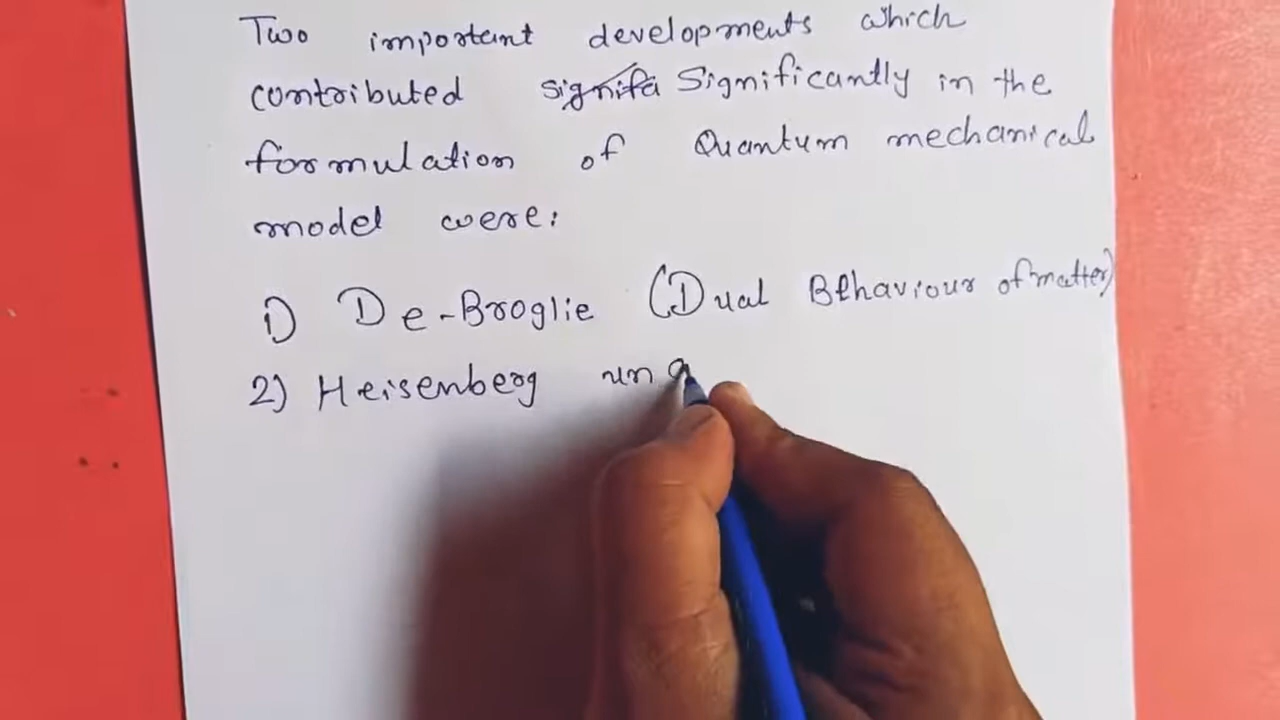 Two important developments which
contributed signifa Significantly in the
formulation of Quantum mechanical
model were:
1) De-Broglie (Dual Behaviour of matter)
2) Heisenberg un